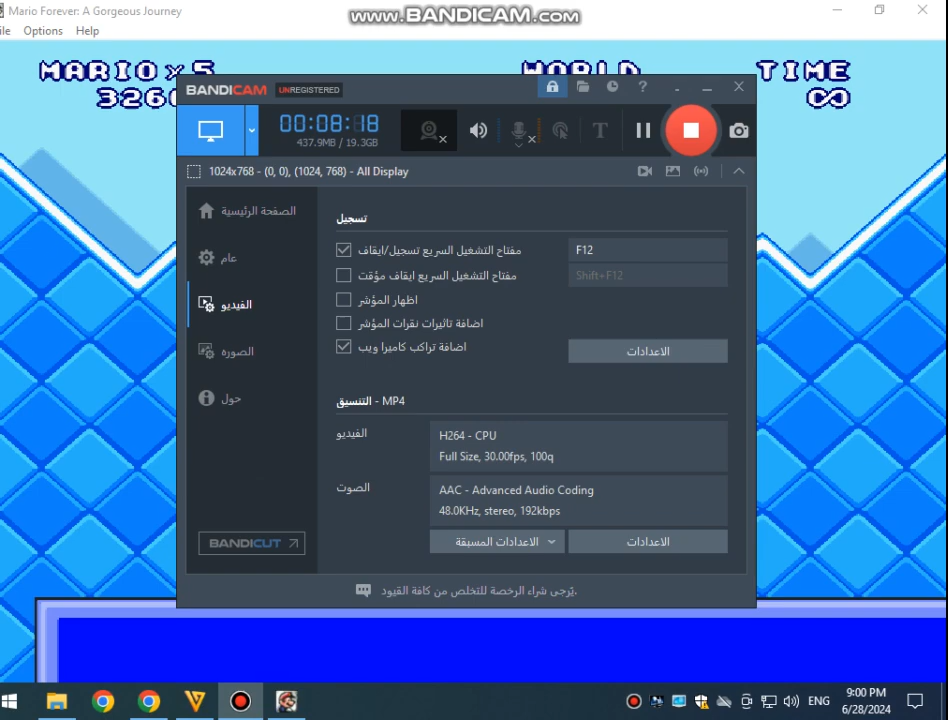 Mario Forever: A Gorgeous Journey
www.BANDICAM.com
ile Options Help
MARIO×5 WORLD TIME
3260 ∞
BANDICAM UNREGISTERED ?
00:08:18
437.9MB / 19.3GB
T
1024x768 - (0, 0), (1024, 768) - All Display
الصفحة الرئيسية
عام
الفيديو
الصوره
حول
BANDICUT
تسجيل
مفتاح التشغيل السريع تسجيل/ايقاف F12
مفتاح التشغيل السريع ايقاف مؤقت Shift+F12
اظهار المؤشر
اضافة تاثيرات نقرات المؤشر
اضافة تراكب كاميرا ويب
الاعدادات
التنسيق - MP4
الفيديو
H264 - CPU
Full Size, 30.00fps, 100q
الصوت
AAC - Advanced Audio Coding
48.0KHz, stereo, 192kbps
الاعدادات المسبقة
الاعدادات
يُرجى شراء الرخصة للتخلص من كافة القيود.
ENG
9:00 PM
6/28/2024